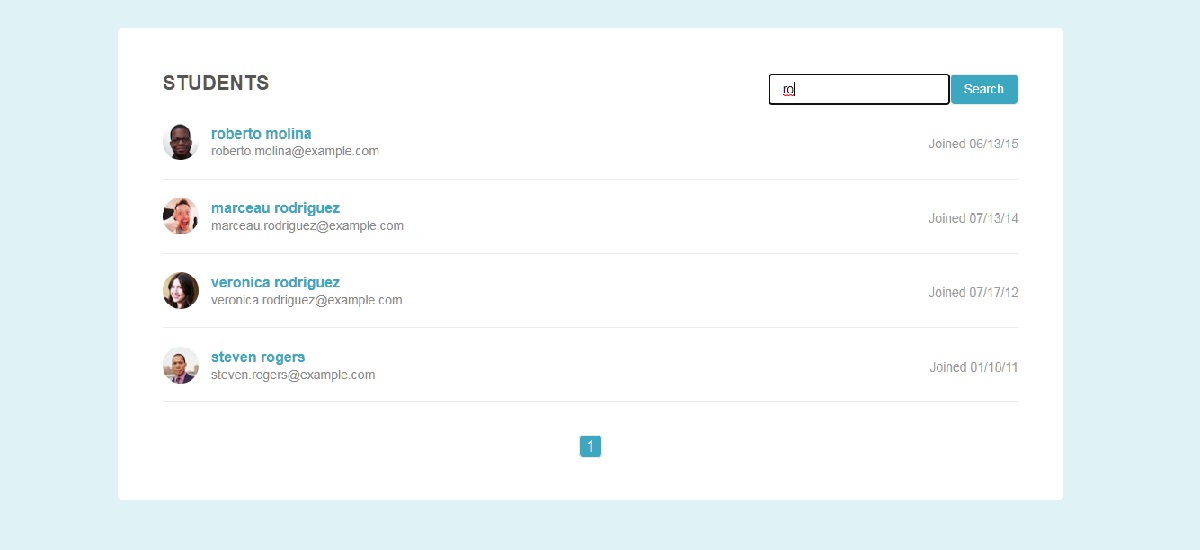 STUDENTS
ro
Search
roberto molina
roberto.molina@example.com
Joined 06/13/15
marceau rodriguez
marceau.rodriguez@example.com
Joined 07/13/14
veronica rodriguez
veronica.rodriguez@example.com
Joined 07/17/12
steven rogers
steven.rogers@example.com
Joined 01/16/11
1